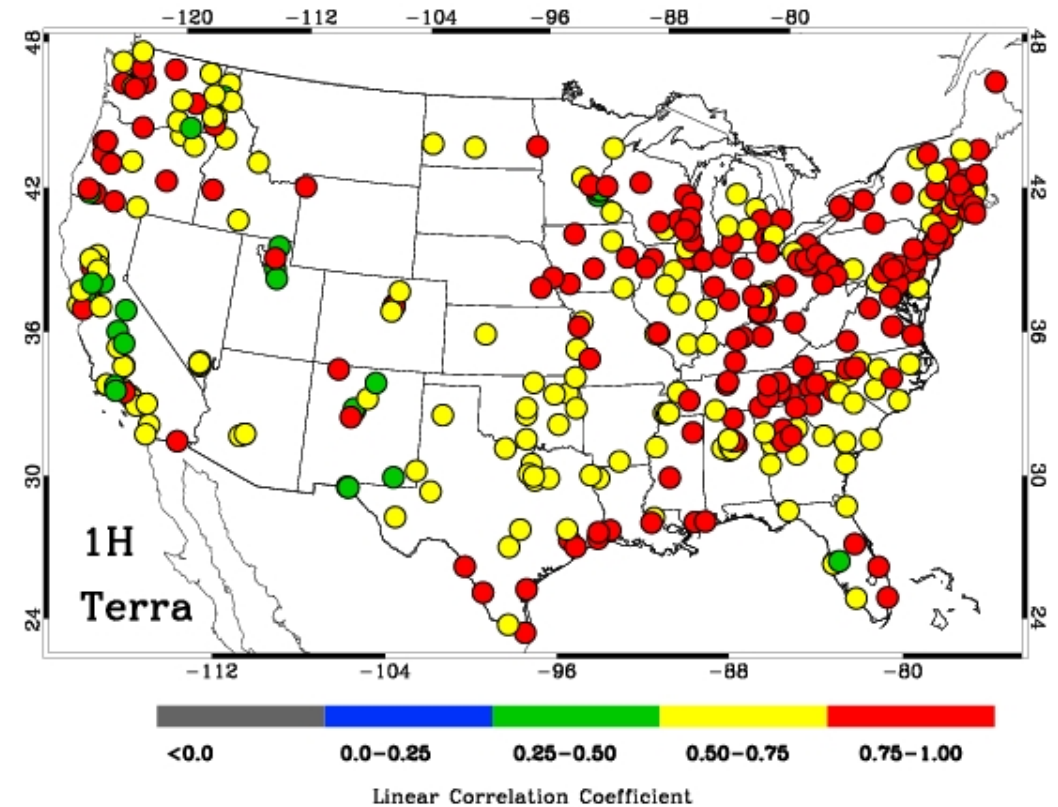 -120 -112 -104 -96 -88 -80
48 48
42 42
36 36
30 30
1H
Terra
24 24
-112 -104 -96 -88 -80
<0.0 0.0-0.25 0.25-0.50 0.50-0.75 0.75-1.00
Linear Correlation Coefficient